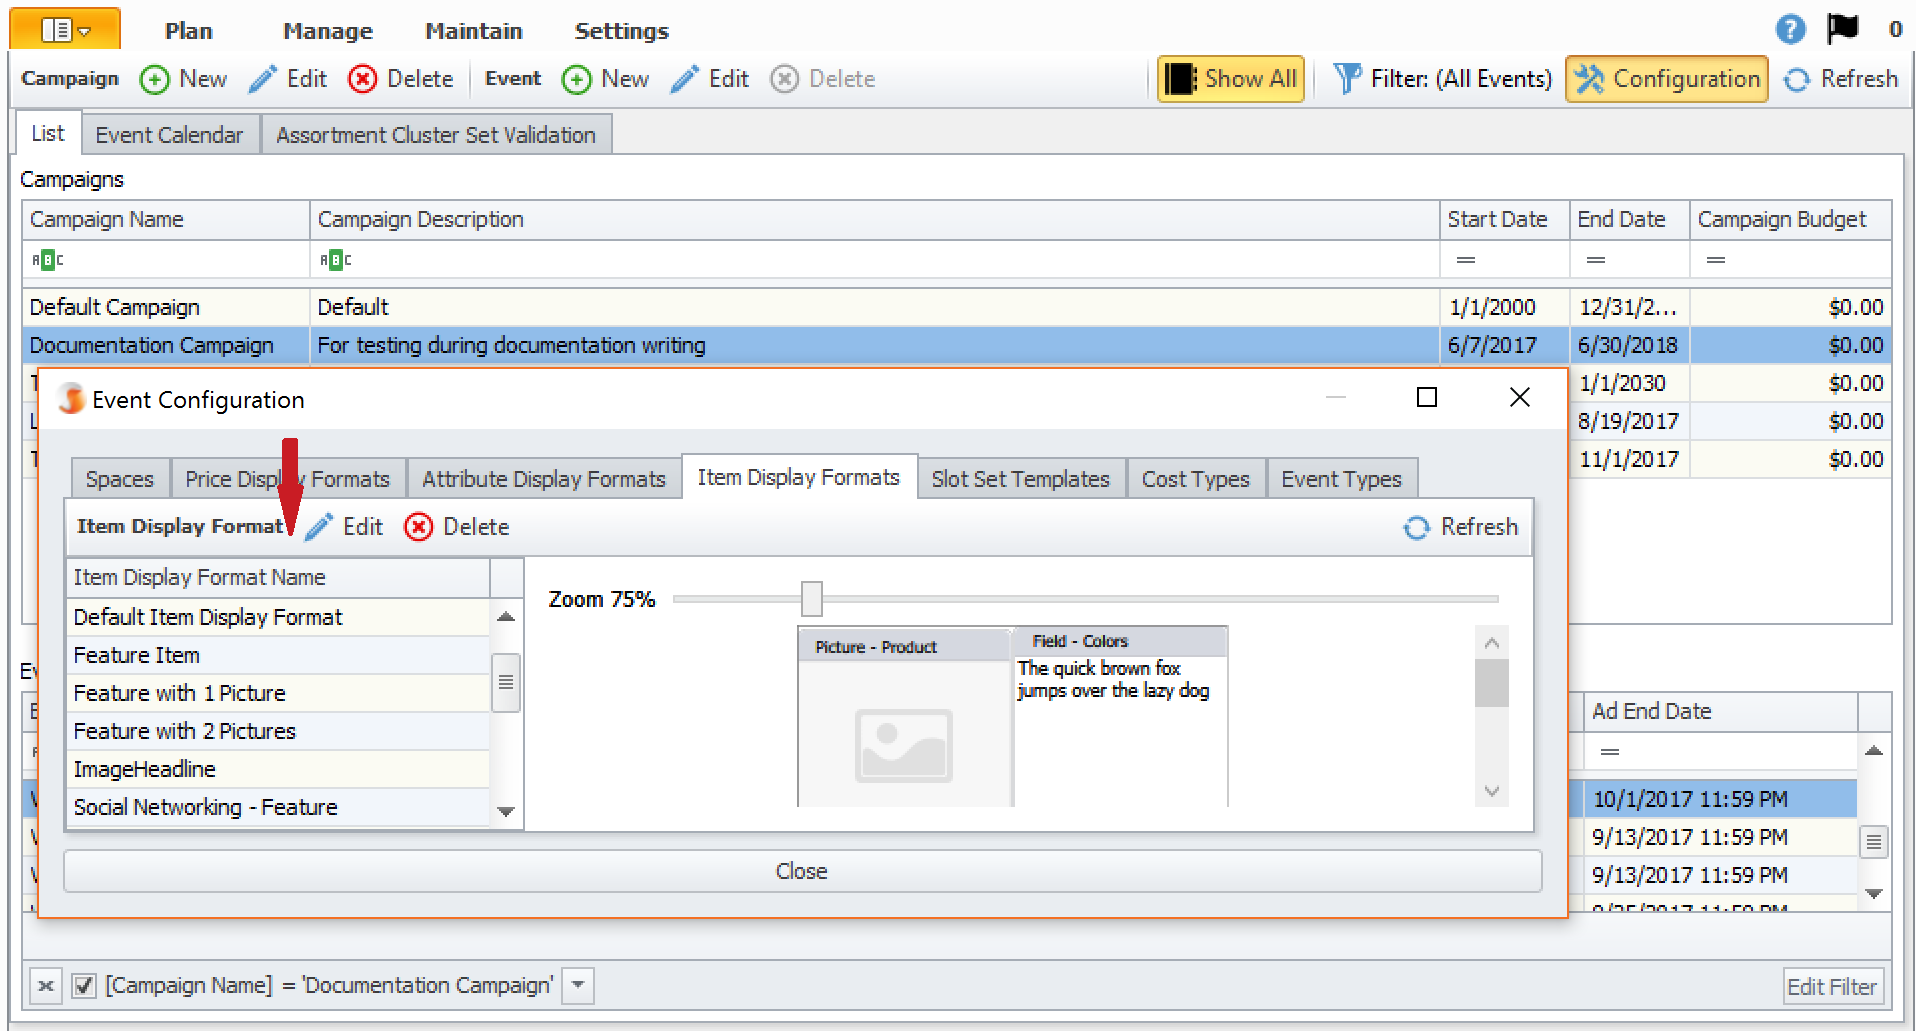 Plan Manage Maintain Settings ? 0
Campaign New Edit Delete Event New Edit Delete Show All Filter: (All Events) Configuration Refresh
List Event Calendar Assortment Cluster Set Validation
Campaigns
Campaign Name Campaign Description Start Date End Date Campaign Budget
ABC ABC = = =
Default Campaign Default 1/1/2000 12/31/2... $0.00
Documentation Campaign For testing during documentation writing 6/7/2017 6/30/2018 $0.00
1/1/2030 $0.00
8/19/2017 $0.00
11/1/2017 $0.00
Event Configuration
Spaces Price Display Formats Attribute Display Formats Item Display Formats Slot Set Templates Cost Types Event Types
Item Display Format Edit Delete Refresh
Item Display Format Name
Default Item Display Format
Feature Item
Feature with 1 Picture
Feature with 2 Pictures
ImageHeadline
Social Networking - Feature
Zoom 75%
Picture - Product
Field - Colors
The quick brown fox
jumps over the lazy dog
Close
Ad End Date
=
10/1/2017 11:59 PM
9/13/2017 11:59 PM
9/13/2017 11:59 PM
[Campaign Name] = 'Documentation Campaign' Edit Filter